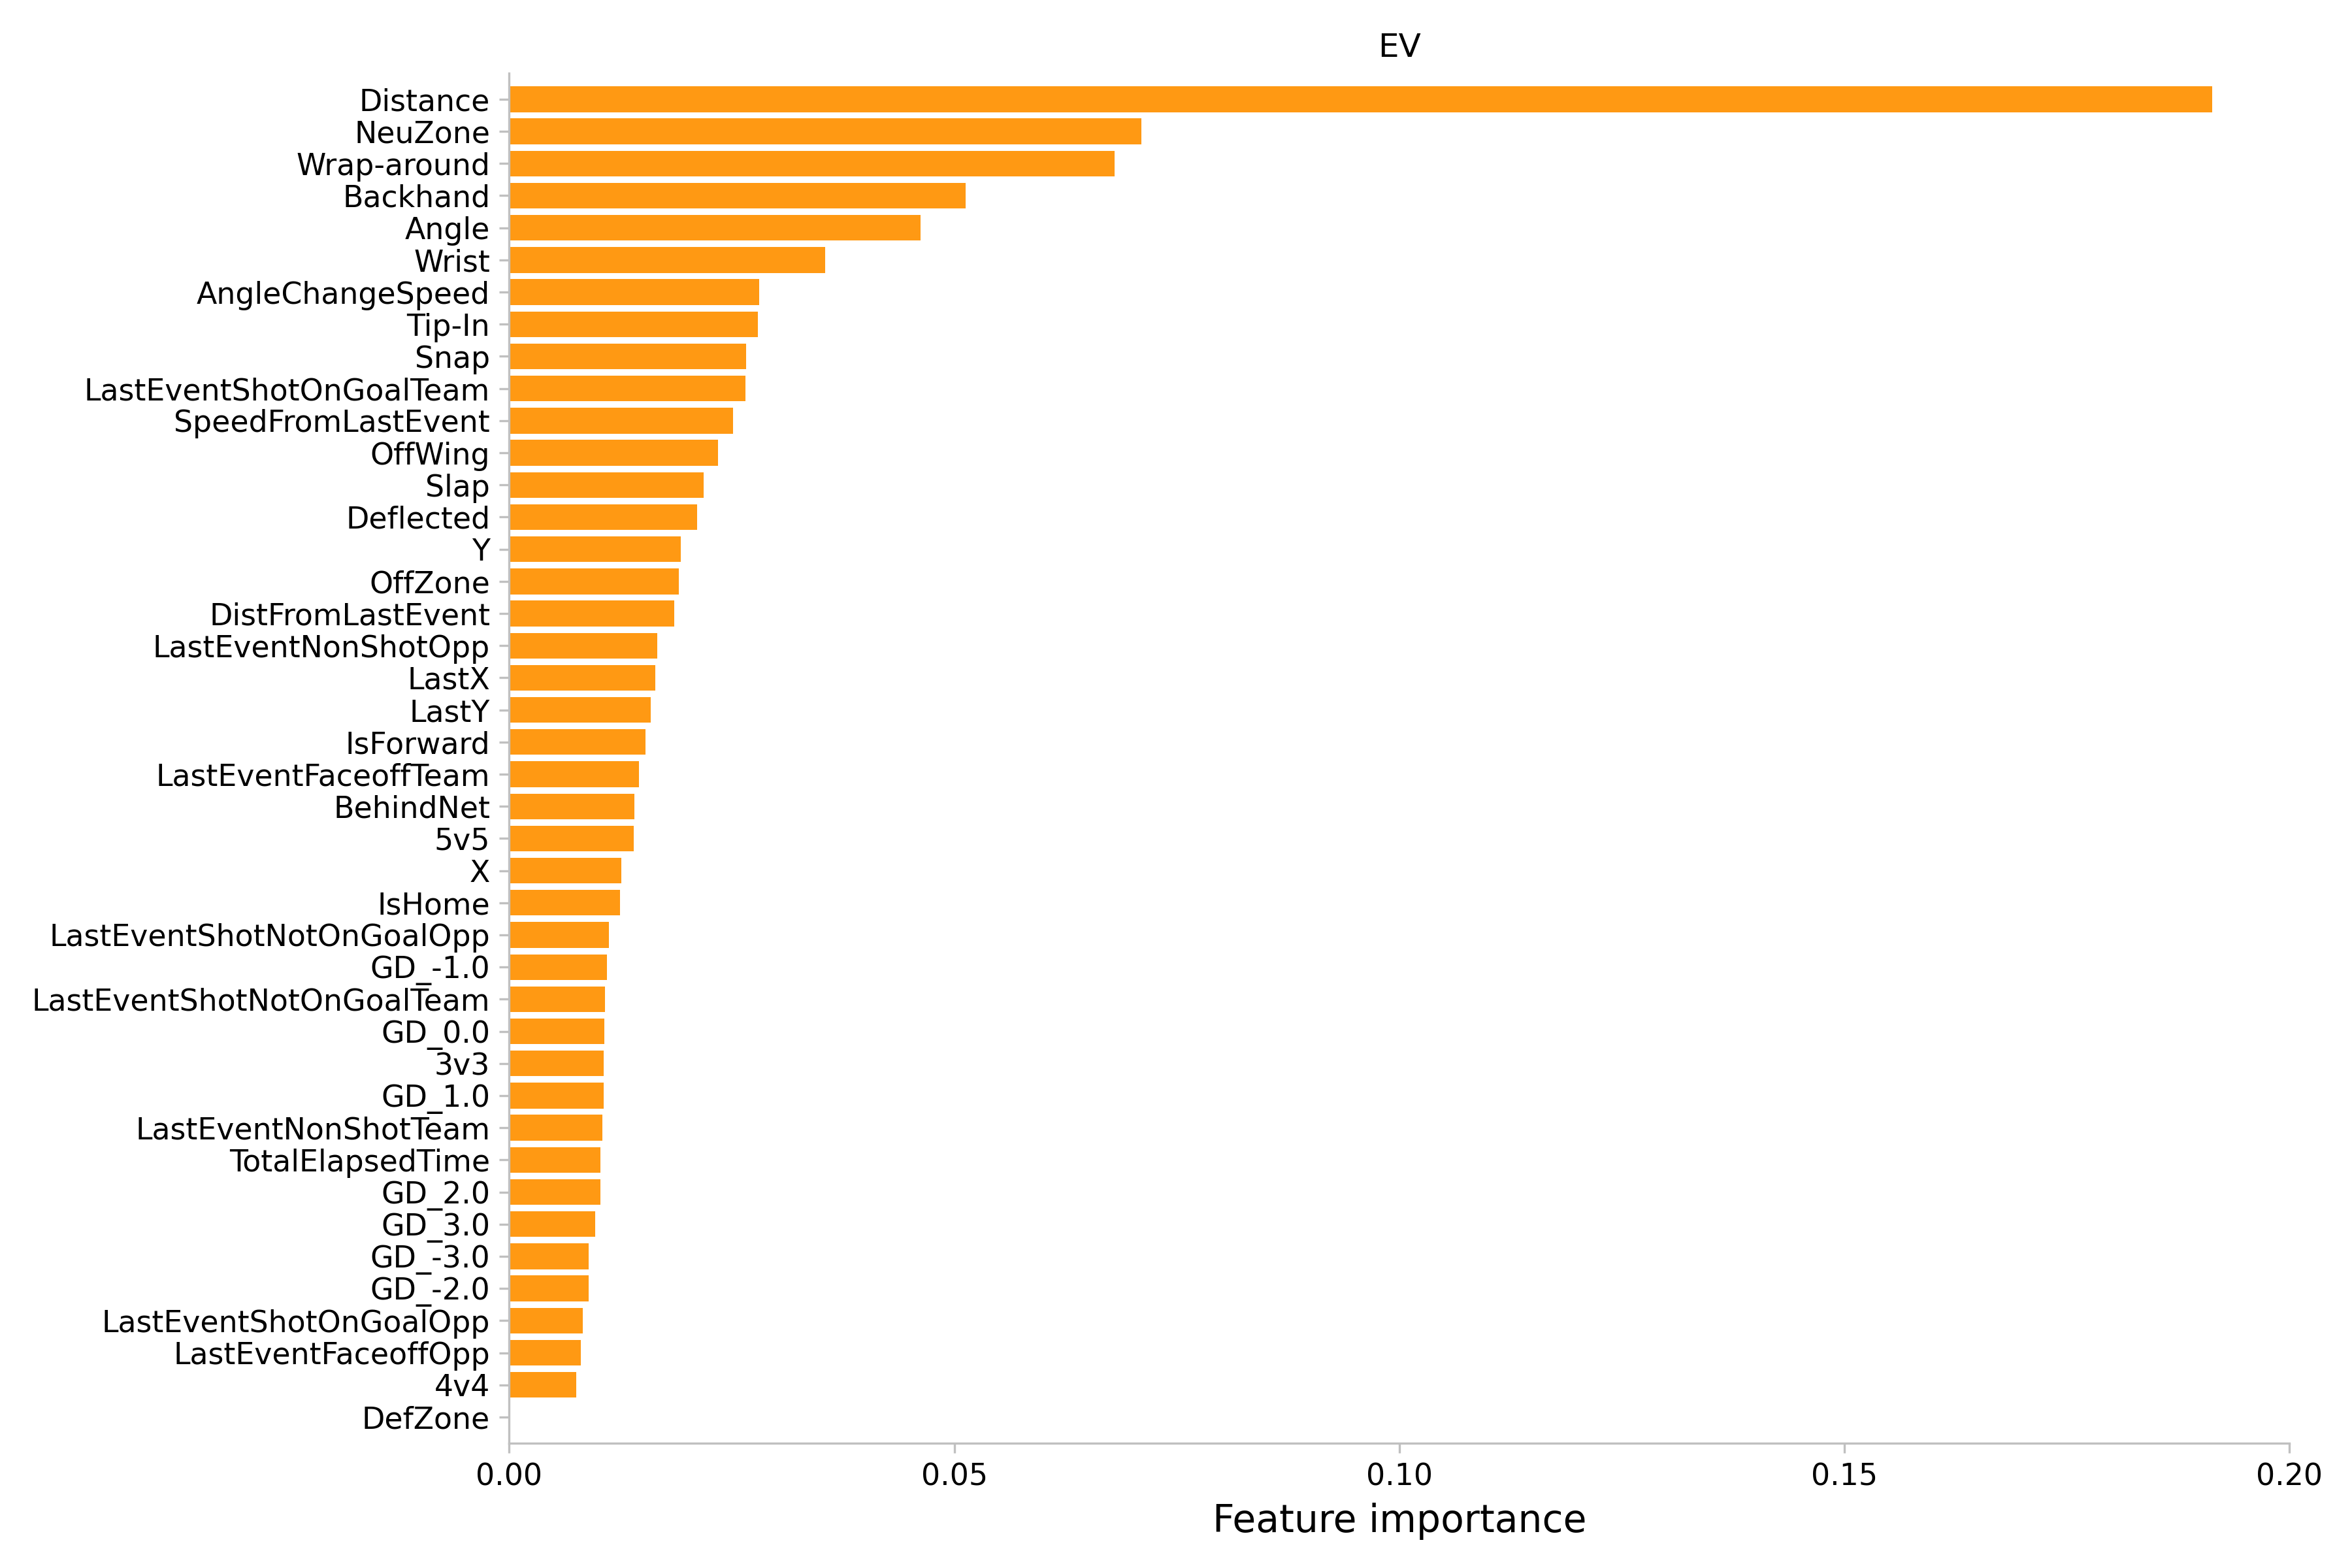 EV
Distance
NeuZone
Wrap-around
Backhand
Angle
Wrist
AngleChangeSpeed
Tip-In
Snap
LastEventShotOnGoalTeam
SpeedFromLastEvent
OffWing
Slap
Deflected
Y
OffZone
DistFromLastEvent
LastEventNonShotOpp
LastX
LastY
IsForward
LastEventFaceoffTeam
BehindNet
5v5
X
IsHome
LastEventShotNotOnGoalOpp
GD_-1.0
LastEventShotNotOnGoalTeam
GD_0.0
3v3
GD_1.0
LastEventNonShotTeam
TotalElapsedTime
GD_2.0
GD_3.0
GD_-3.0
GD_-2.0
LastEventShotOnGoalOpp
LastEventFaceoffOpp
4v4
DefZone
0.00 0.05 0.10 0.15 0.20
Feature importance